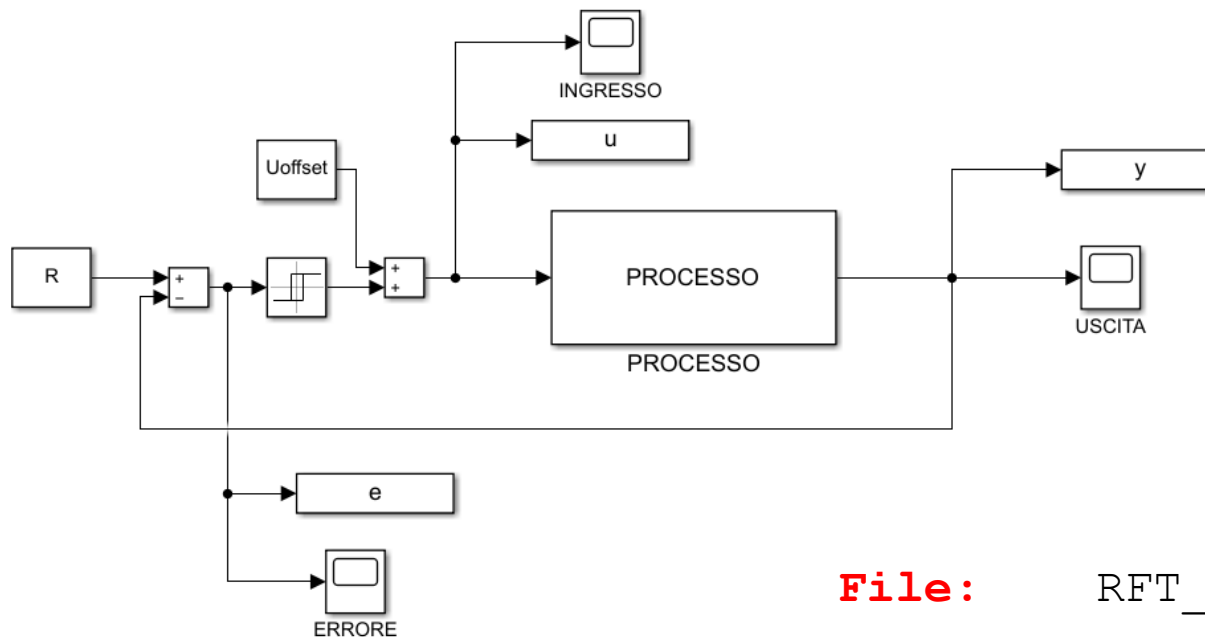 INGRESSO
u
Uoffset
y
R
+
−
+
+
PROCESSO
USCITA
PROCESSO
e
File: RFT_
ERRORE